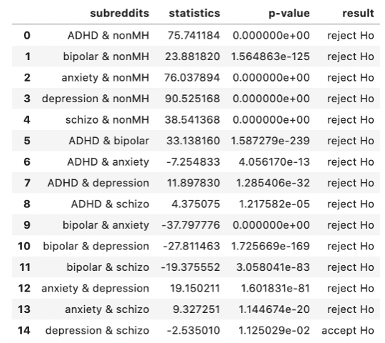 subreddits statistics p-value result
0 ADHD & nonMH 75.741184 0.000000e+00 reject Ho
1 bipolar & nonMH 23.881820 1.564863e-125 reject Ho
2 anxiety & nonMH 76.037894 0.000000e+00 reject Ho
3 depression & nonMH 90.525168 0.000000e+00 reject Ho
4 schizo & nonMH 38.541368 0.000000e+00 reject Ho
5 ADHD & bipolar 33.138160 1.587279e-239 reject Ho
6 ADHD & anxiety -7.254833 4.056170e-13 reject Ho
7 ADHD & depression 11.897830 1.285406e-32 reject Ho
8 ADHD & schizo 4.375075 1.217582e-05 reject Ho
9 bipolar & anxiety -37.797776 0.000000e+00 reject Ho
10 bipolar & depression -27.811463 1.725669e-169 reject Ho
11 bipolar & schizo -19.375552 3.058041e-83 reject Ho
12 anxiety & depression 19.150211 1.601831e-81 reject Ho
13 anxiety & schizo 9.327251 1.144674e-20 reject Ho
14 depression & schizo -2.535010 1.125029e-02 accept Ho